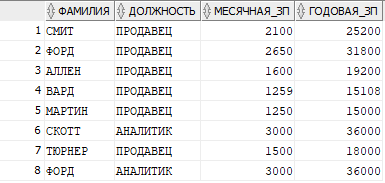 ФАМИЛИЯ ДОЛЖНОСТЬ МЕСЯЧНАЯ_ЗП ГОДОВАЯ_ЗП
1 СМИТ ПРОДАВЕЦ 2100 25200
2 ФОРД ПРОДАВЕЦ 2650 31800
3 АЛЛЕН ПРОДАВЕЦ 1600 19200
4 ВАРД ПРОДАВЕЦ 1259 15108
5 МАРТИН ПРОДАВЕЦ 1250 15000
6 СКОТТ АНАЛИТИК 3000 36000
7 ТЮРНЕР ПРОДАВЕЦ 1500 18000
8 ФОРД АНАЛИТИК 3000 36000